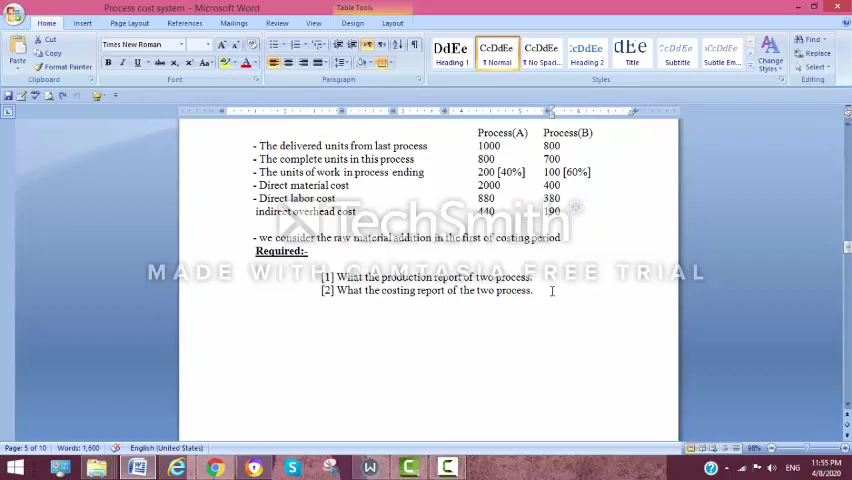 Process cost system - Microsoft Word
Table Tools
Home Insert Page Layout References Mailings Review View Design Layout
Cut
Copy
Format Painter
Paste
Clipboard
Times New Roman
Font
Paragraph
DdEe CcDdEe CcDdEe CcDdEe DdE CcDdEe CcDdEe
Heading 1 ¶ Normal ¶ No Spaci... Heading 2 Title Subtitle Subtle Em...
Styles
Change Styles
Find
Replace
Select
Editing
Process(A) Process(B)
- The delivered units from last process 1000 800
- The complete units in this process 800 700
- The units of work in process ending 200 [40%] 100 [60%]
- Direct material cost 2000 400
- Direct labor cost 880 380
indirect overhead cost 440 190
TechSmith®
- we consider the raw material addition in the first of costing period
Required:-
MADE WITH CAMTASIA FREE TRIAL
[1] What the production report of two process.
[2] What the costing report of the two process.
Page: 5 of 10 Words: 1,600 English (United States) 98%
ENG
11:55 PM
4/8/2020